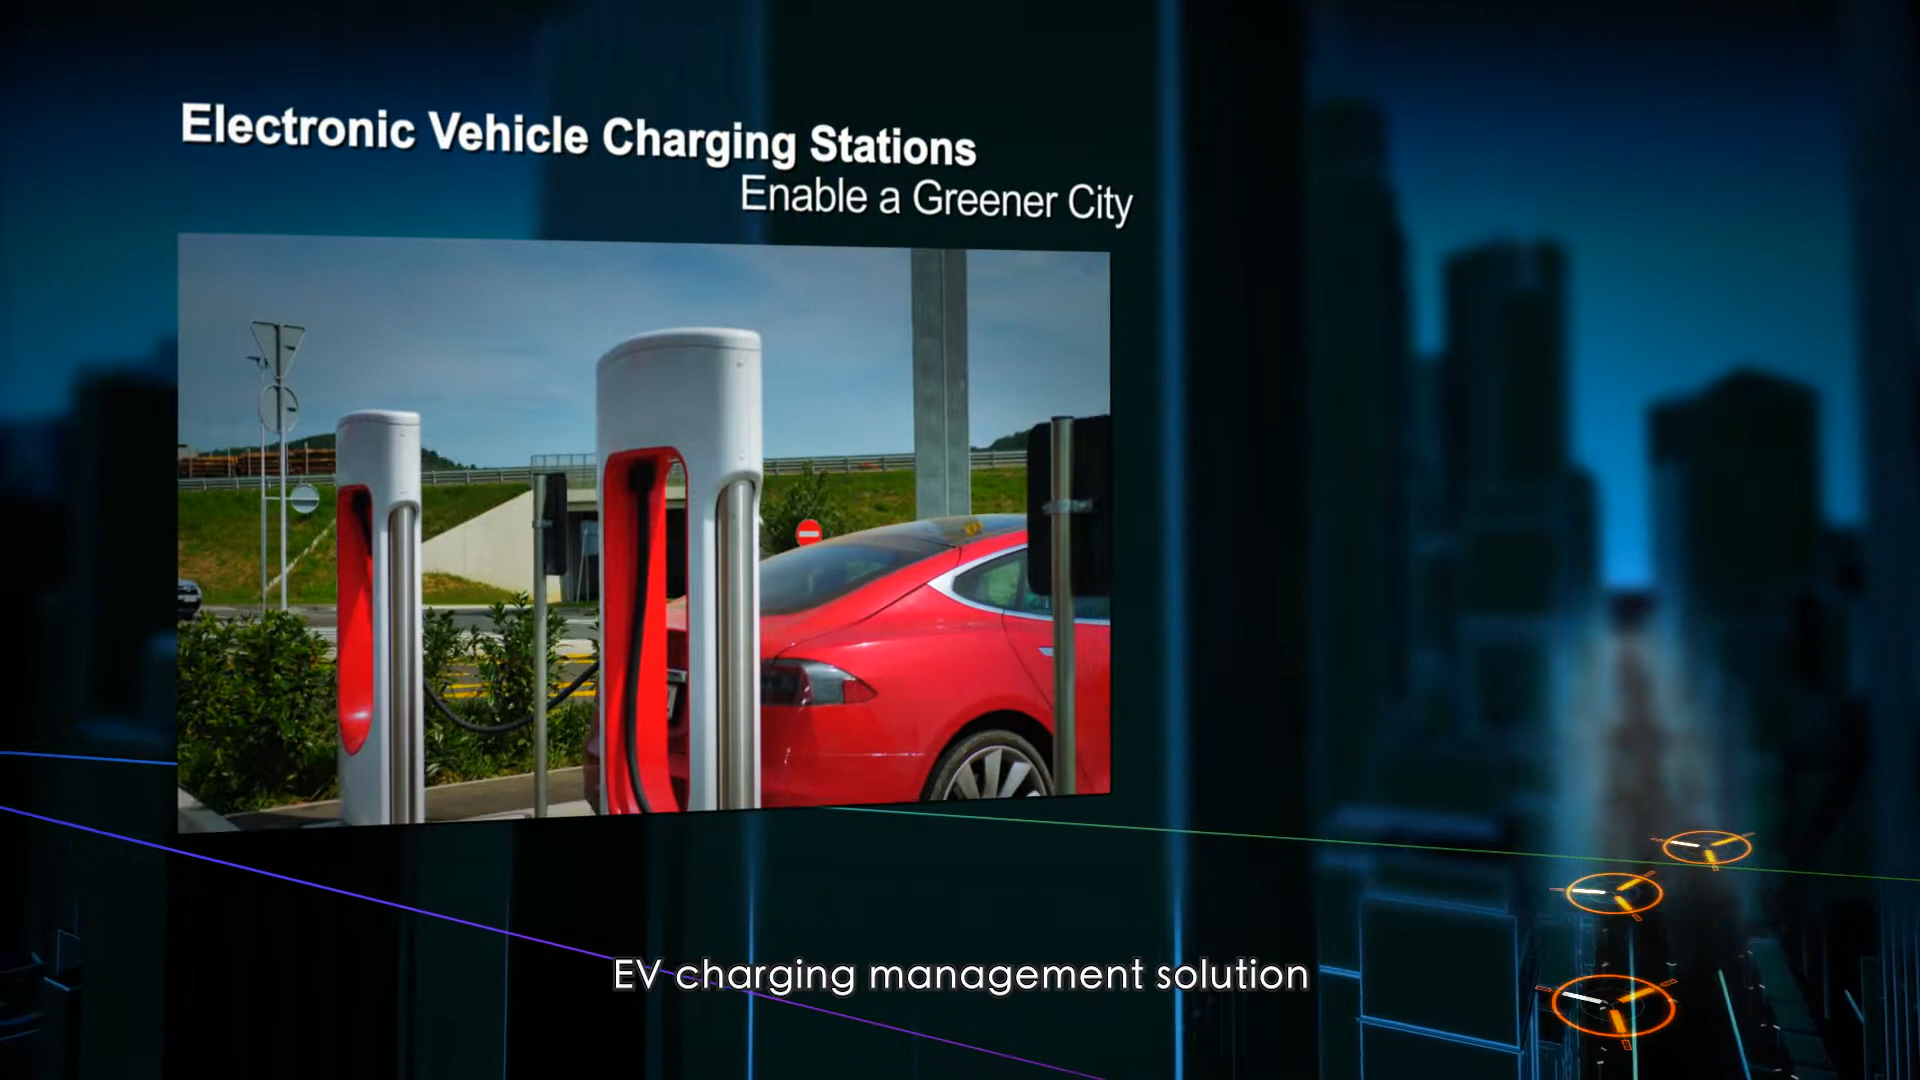 Electronic Vehicle Charging Stations
Enable a Greener City
EV charging management solution